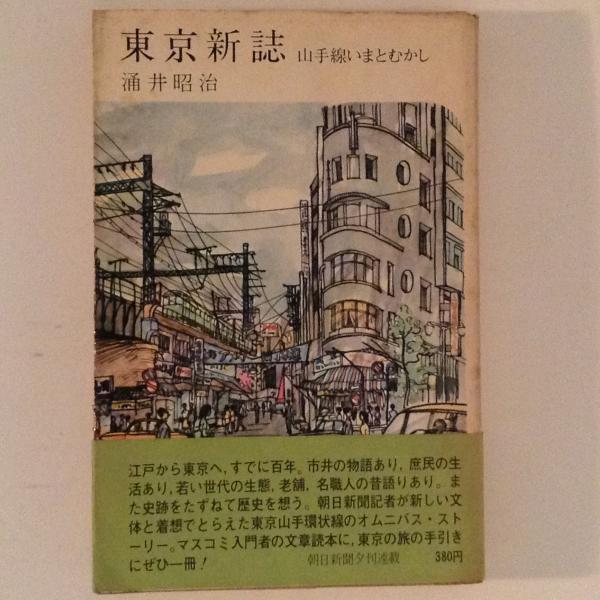 東京新誌 山手線いまとむかし
涌井昭治
江戸から東京へ,すでに百年。市井の物語あり,庶民の生
活あり,若い世代の生態,老舗,名職人の昔語りあり。ま
た史跡をたずねて歴史を想う。朝日新聞記者が新しい文
体と着想でとらえた東京山手環状線のオムニバス・スト
ーリー。マスコミ入門者の文章読本に,東京の旅の手引き
にぜひ一冊!
朝日新聞夕刊連載 380円